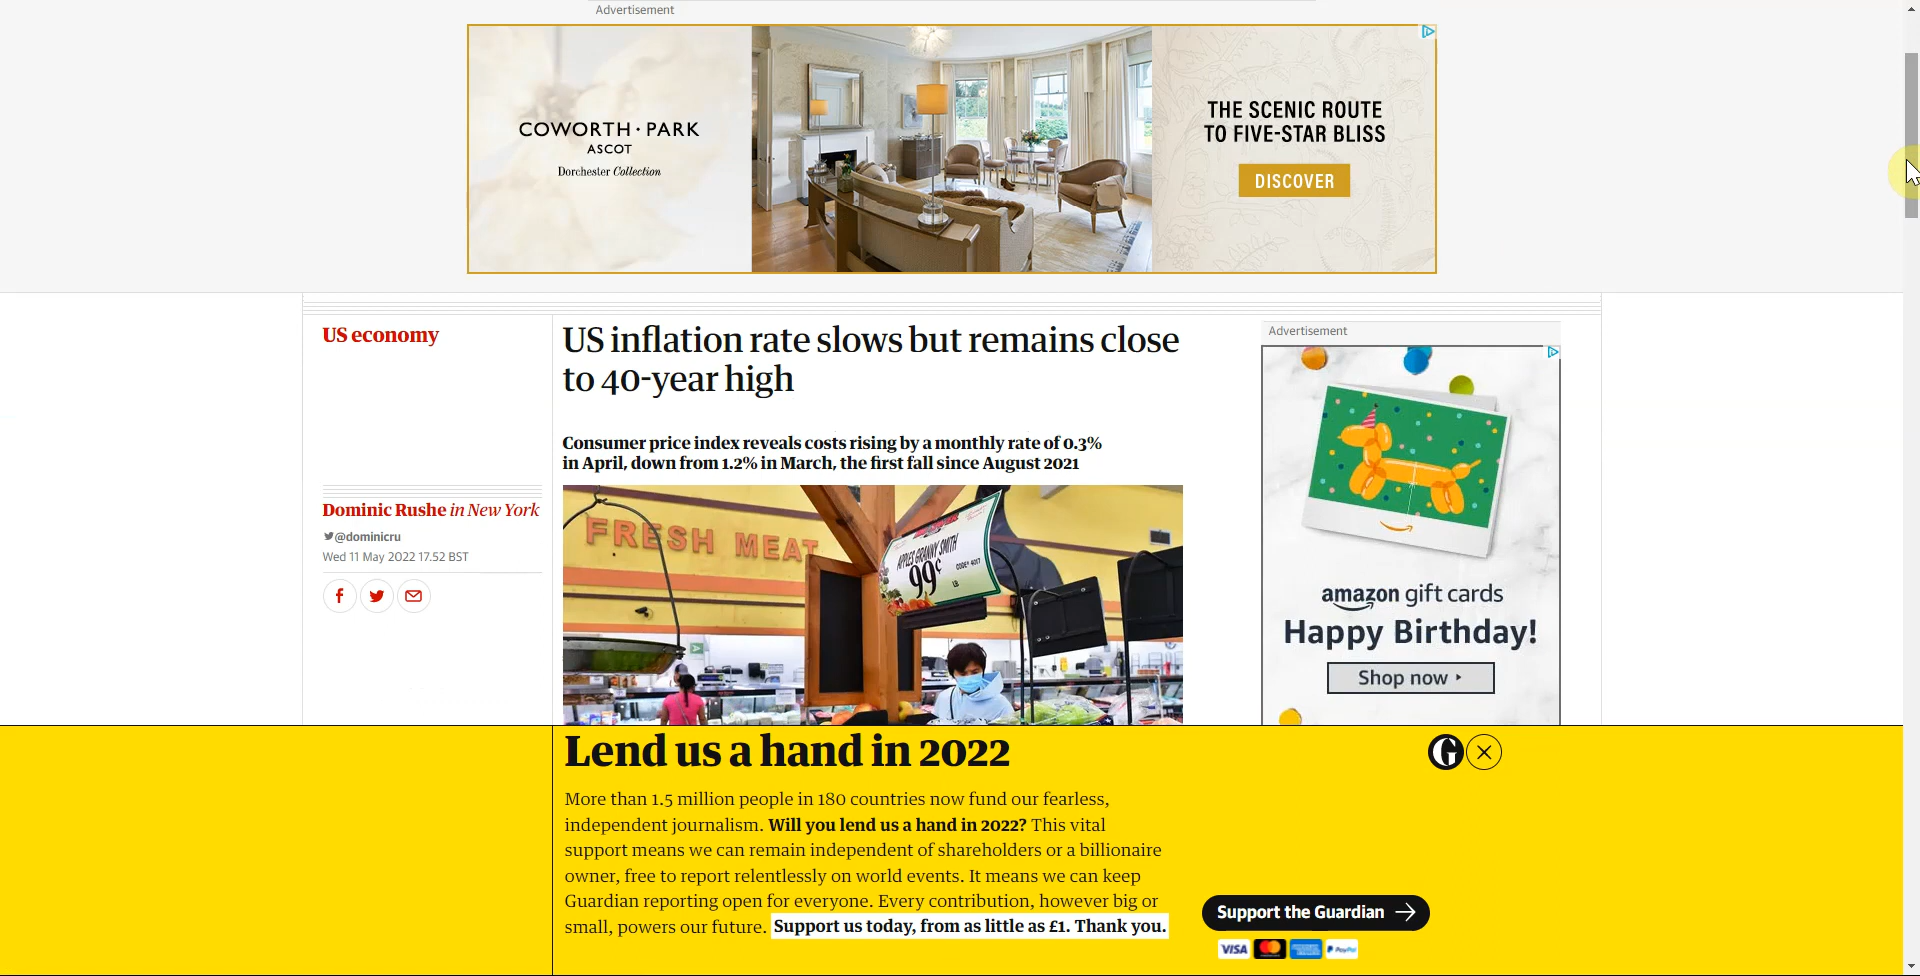 Advertisement
COWORTH · PARK
ASCOT
Dorchester Collection
THE SCENIC ROUTE
TO FIVE-STAR BLISS
DISCOVER
US economy
US inflation rate slows but remains close
to 40-year high
Consumer price index reveals costs rising by a monthly rate of 0.3%
in April, down from 1.2% in March, the first fall since August 2021
Dominic Rushe in New York
@dominicru
Wed 11 May 2022 17.52 BST
FRESH MEAT
APPLES GRANNY SMITH
99¢
CODE# 4017
LB
Advertisement
amazon gift cards
Happy Birthday!
Shop now
Lend us a hand in 2022
More than 1.5 million people in 180 countries now fund our fearless,
independent journalism. Will you lend us a hand in 2022? This vital
support means we can remain independent of shareholders or a billionaire
owner, free to report relentlessly on world events. It means we can keep
Guardian reporting open for everyone. Every contribution, however big or
small, powers our future. Support us today, from as little as £1. Thank you.
G
Support the Guardian
VISA
PayPal